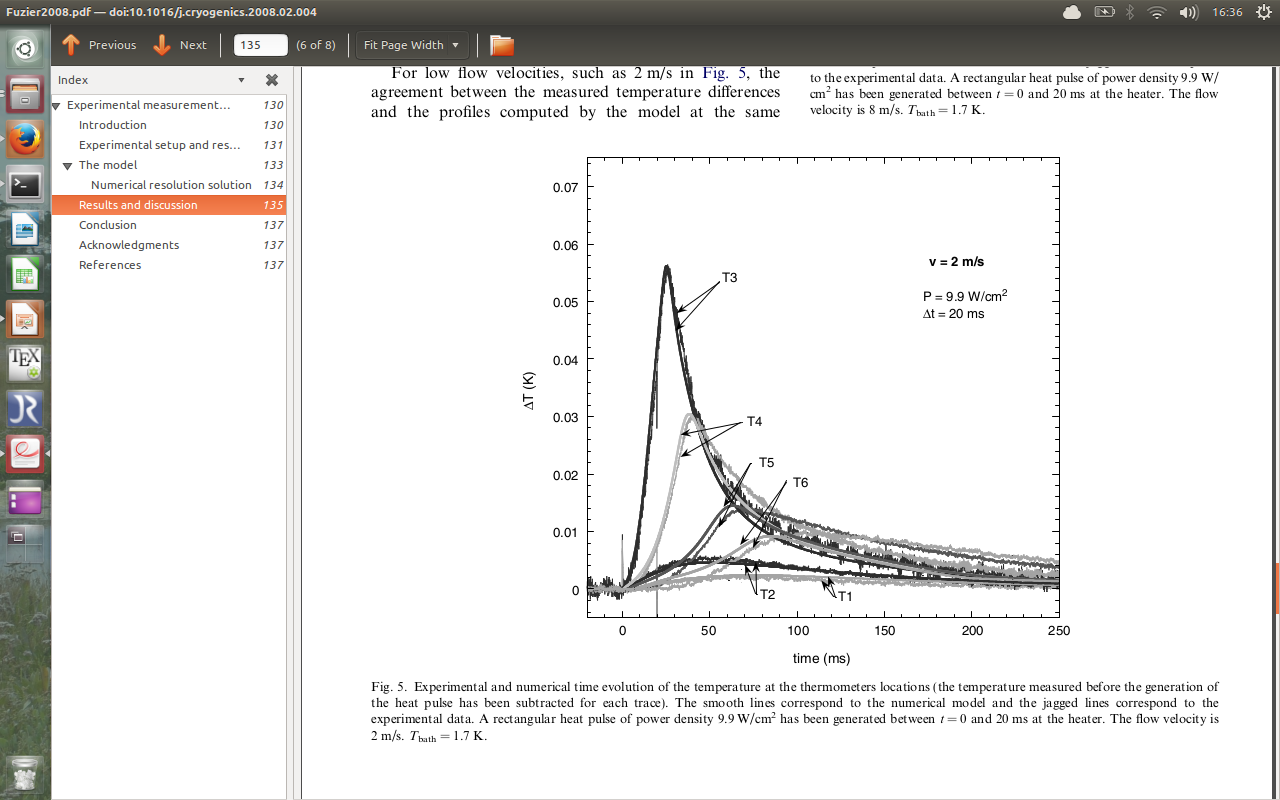 Fuzier2008.pdf — doi:10.1016/j.cryogenics.2008.02.004
16:36
Previous
Next
135
(6 of 8)
Fit Page Width
Index
Experimental measurement… 130
Introduction 130
Experimental setup and res… 131
The model 133
Numerical resolution solution 134
Results and discussion 135
Conclusion 137
Acknowledgments 137
References 137
For low flow velocities, such as 2 m/s in Fig. 5, the
agreement between the measured temperature differences
and the profiles computed by the model at the same
to the experimental data. A rectangular heat pulse of power density 9.9 W/
cm² has been generated between t = 0 and 20 ms at the heater. The flow
velocity is 8 m/s. Tbath = 1.7 K.
0.07
0.06
0.05
0.04
0.03
0.02
0.01
0
ΔT (K)
v = 2 m/s
P = 9.9 W/cm²
Δt = 20 ms
T3
T4
T5
T6
T2
T1
0 50 100 150 200 250
time (ms)
Fig. 5. Experimental and numerical time evolution of the temperature at the thermometers locations (the temperature measured before the generation of
the heat pulse has been subtracted for each trace). The smooth lines correspond to the numerical model and the jagged lines correspond to the
experimental data. A rectangular heat pulse of power density 9.9 W/cm² has been generated between t = 0 and 20 ms at the heater. The flow velocity is
2 m/s. Tbath = 1.7 K.
TEX
JR